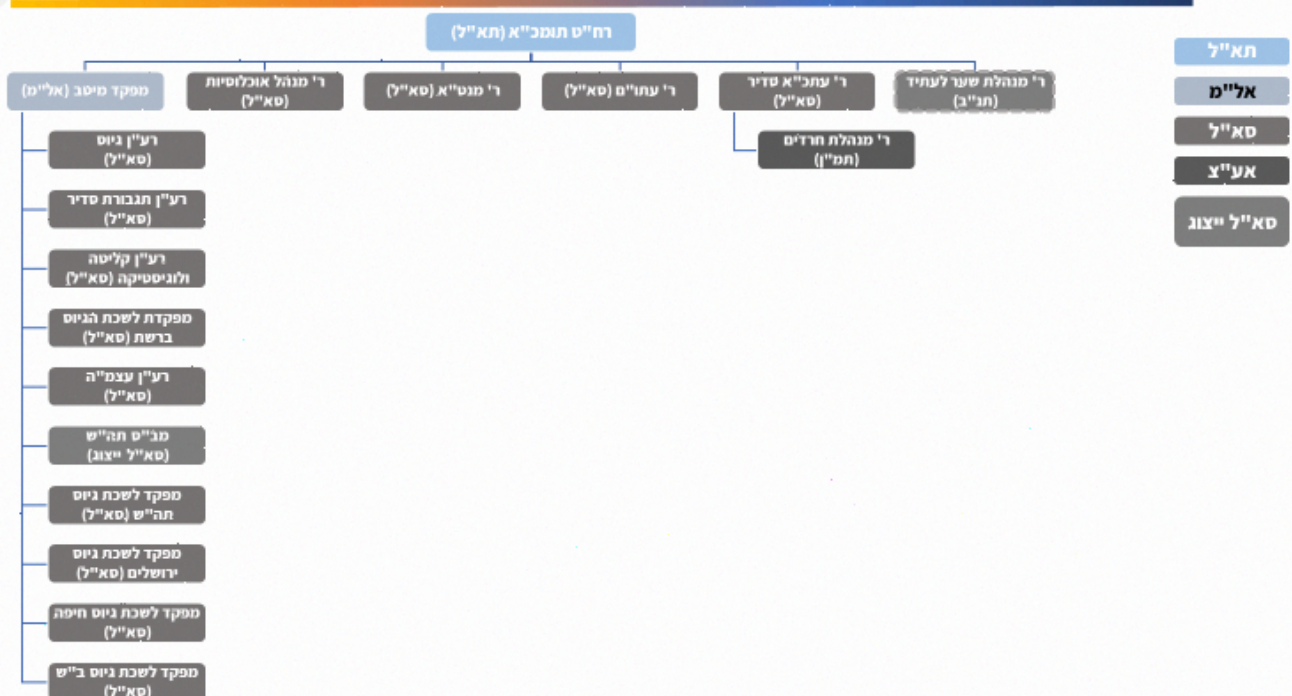 רח"ט תומכ"א (תא"ל)
ר' מנהלת שער לעתיד
(תג"ב)
ר' עתכ"א סדיר
(סא"ל)
ר' עתו"ם (סא"ל)
ר' מנט"א (סא"ל)
ר' מנהל אוכלוסיות
(סא"ל)
מפקד מיטב (אל"מ)
ר' מנהלת חרדים
(תמ"ן)
רע"ן גיוס
(סא"ל)
רע"ן תגבורת סדיר
(סא"ל)
רע"ן קליטה
ולוגיסטיקה (סא"ל)
מפקדת לשכת הגיוס
ברשת (סא"ל)
רע"ן עצמ"ה
(סא"ל)
מב"ס תה"ש
(סא"ל ייצוג)
מפקד לשכת גיוס
תה"ש (סא"ל)
מפקד לשכת גיוס
ירושלים (סא"ל)
מפקד לשכת גיוס חיפה
(סא"ל)
מפקד לשכת גיוס ב"ש
(סא"ל)
תא"ל
אל"מ
סא"ל
אע"צ
סא"ל ייצוג